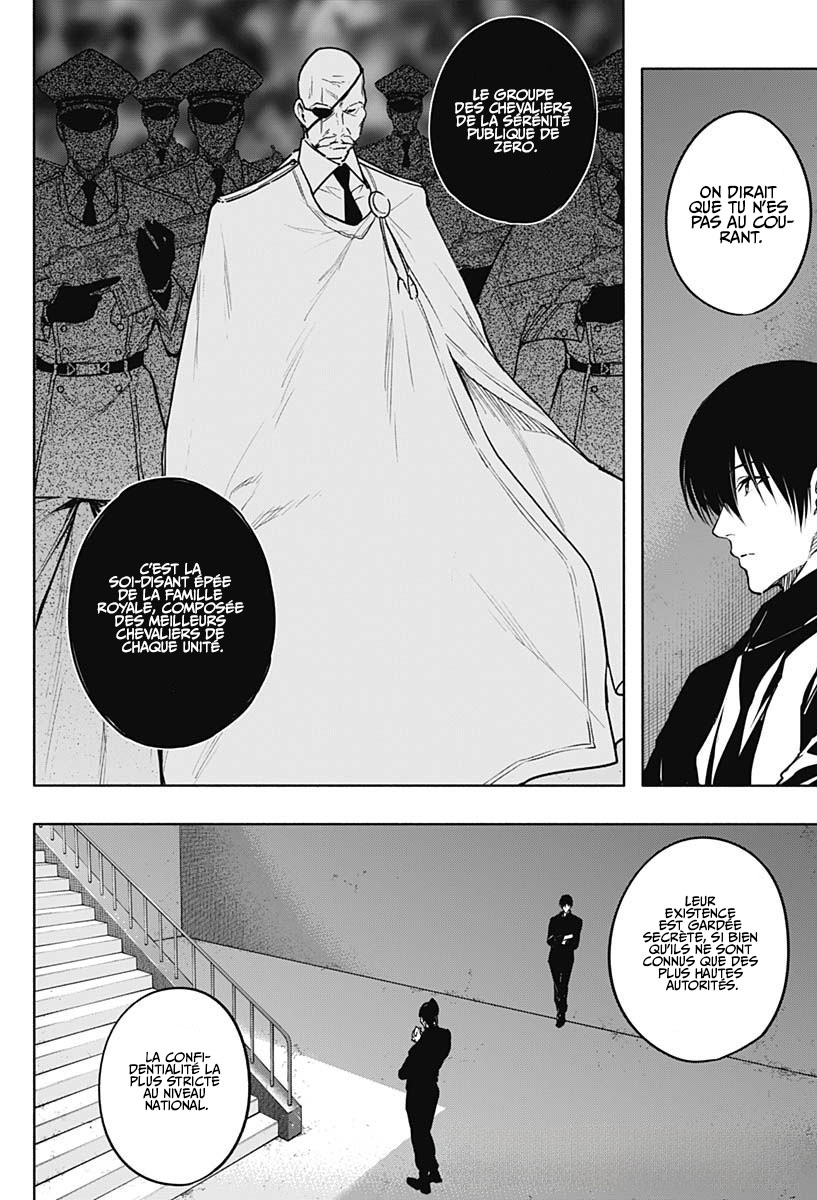 ON DIRAIT
QUE TU N'ES
PAS AU COU-
RANT.
LE GROUPE
DES CHEVALIERS
DE LA SÉRÉNITÉ
PUBLIQUE DE
ZÉRO.
C'EST LA
SOI-DISANT ÉPÉE
DE LA FAMILLE
ROYALE, COMPOSÉE
DES MEILLEURS
CHEVALIERS DE
CHAQUE UNITÉ.
LEUR
EXISTENCE
EST GARDÉE
SECRÈTE, SI BIEN
QU'ILS NE SONT
CONNUS QUE DES
PLUS HAUTES
AUTORITÉS.
LA CONFI-
DENTIALITÉ LA
PLUS STRICTE
AU NIVEAU
NATIONAL.